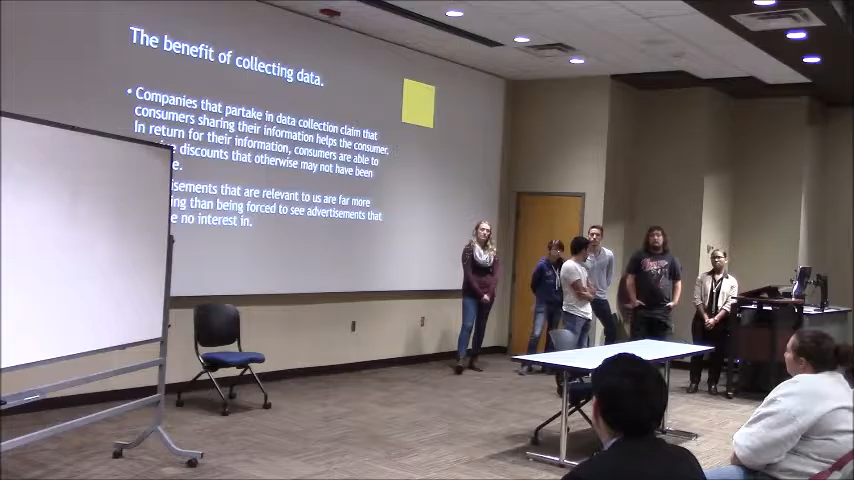 The benefit of collecting data.
• Companies that partake in data collection claim that
consumers sharing their information helps the consumer.
In return for their information, consumers are able to
discounts that otherwise may not have been
advertisements that are relevant to us are far more
than being forced to see advertisements that
no interest in.